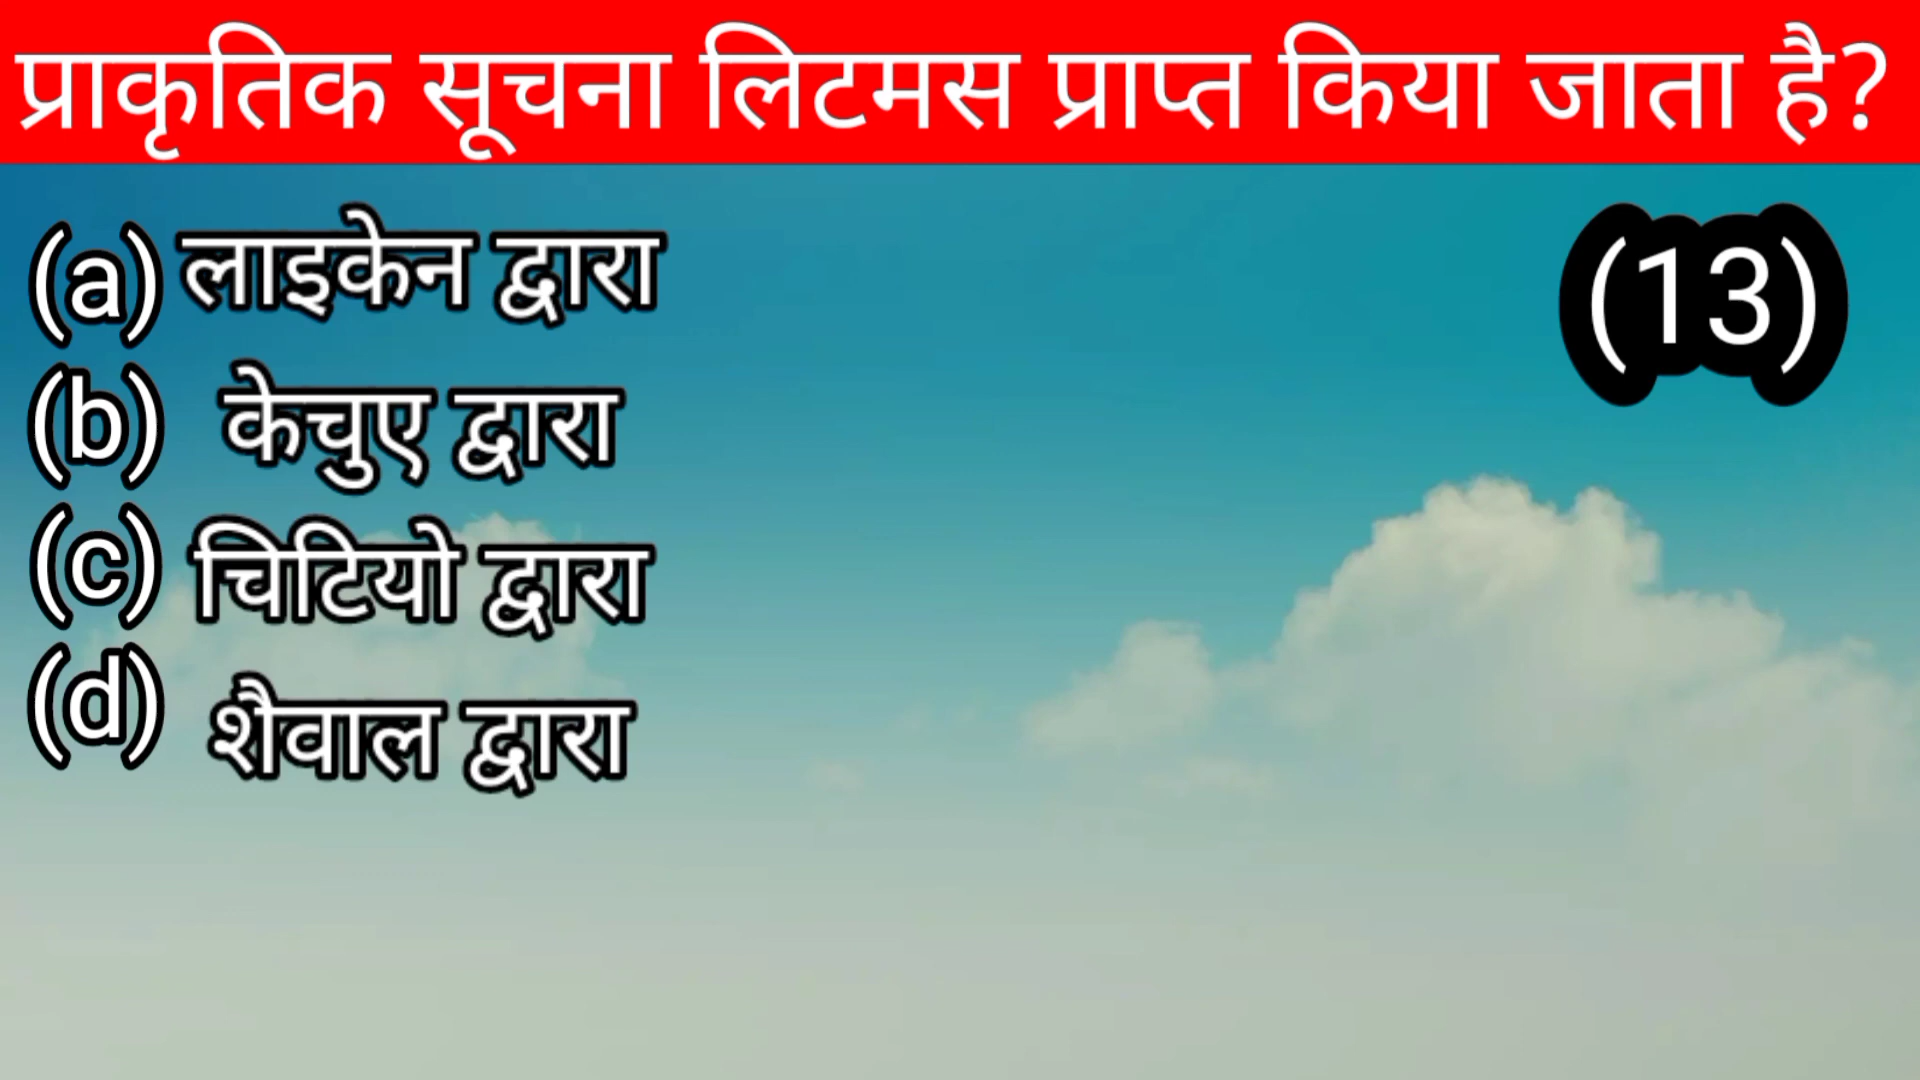 प्राकृतिक सूचना लिटमस प्राप्त किया जाता है?
(13)
(a) लाइकेन द्वारा
(b) केचुए द्वारा
(c) चिटियो द्वारा
(d) शैवाल द्वारा